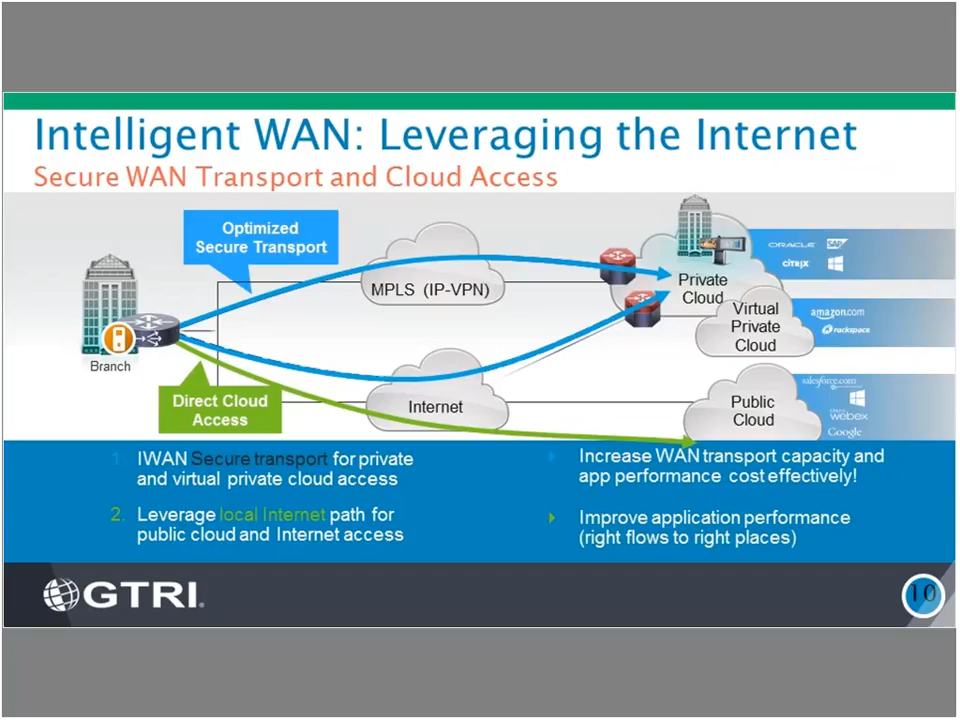 Intelligent WAN: Leveraging the Internet
Secure WAN Transport and Cloud Access
Optimized
Secure Transport
MPLS (IP-VPN)
Private
Cloud
ORACLE
SAP
CITRIX
Virtual
Private
Cloud
amazon.com
rackspace
Branch
Direct Cloud
Access
Internet
Public
Cloud
salesforce.com
webex
Google
1. IWAN Secure transport for private
and virtual private cloud access
2. Leverage local Internet path for
public cloud and Internet access
Increase WAN transport capacity and
app performance cost effectively!
Improve application performance
(right flows to right places)
GTRI
10